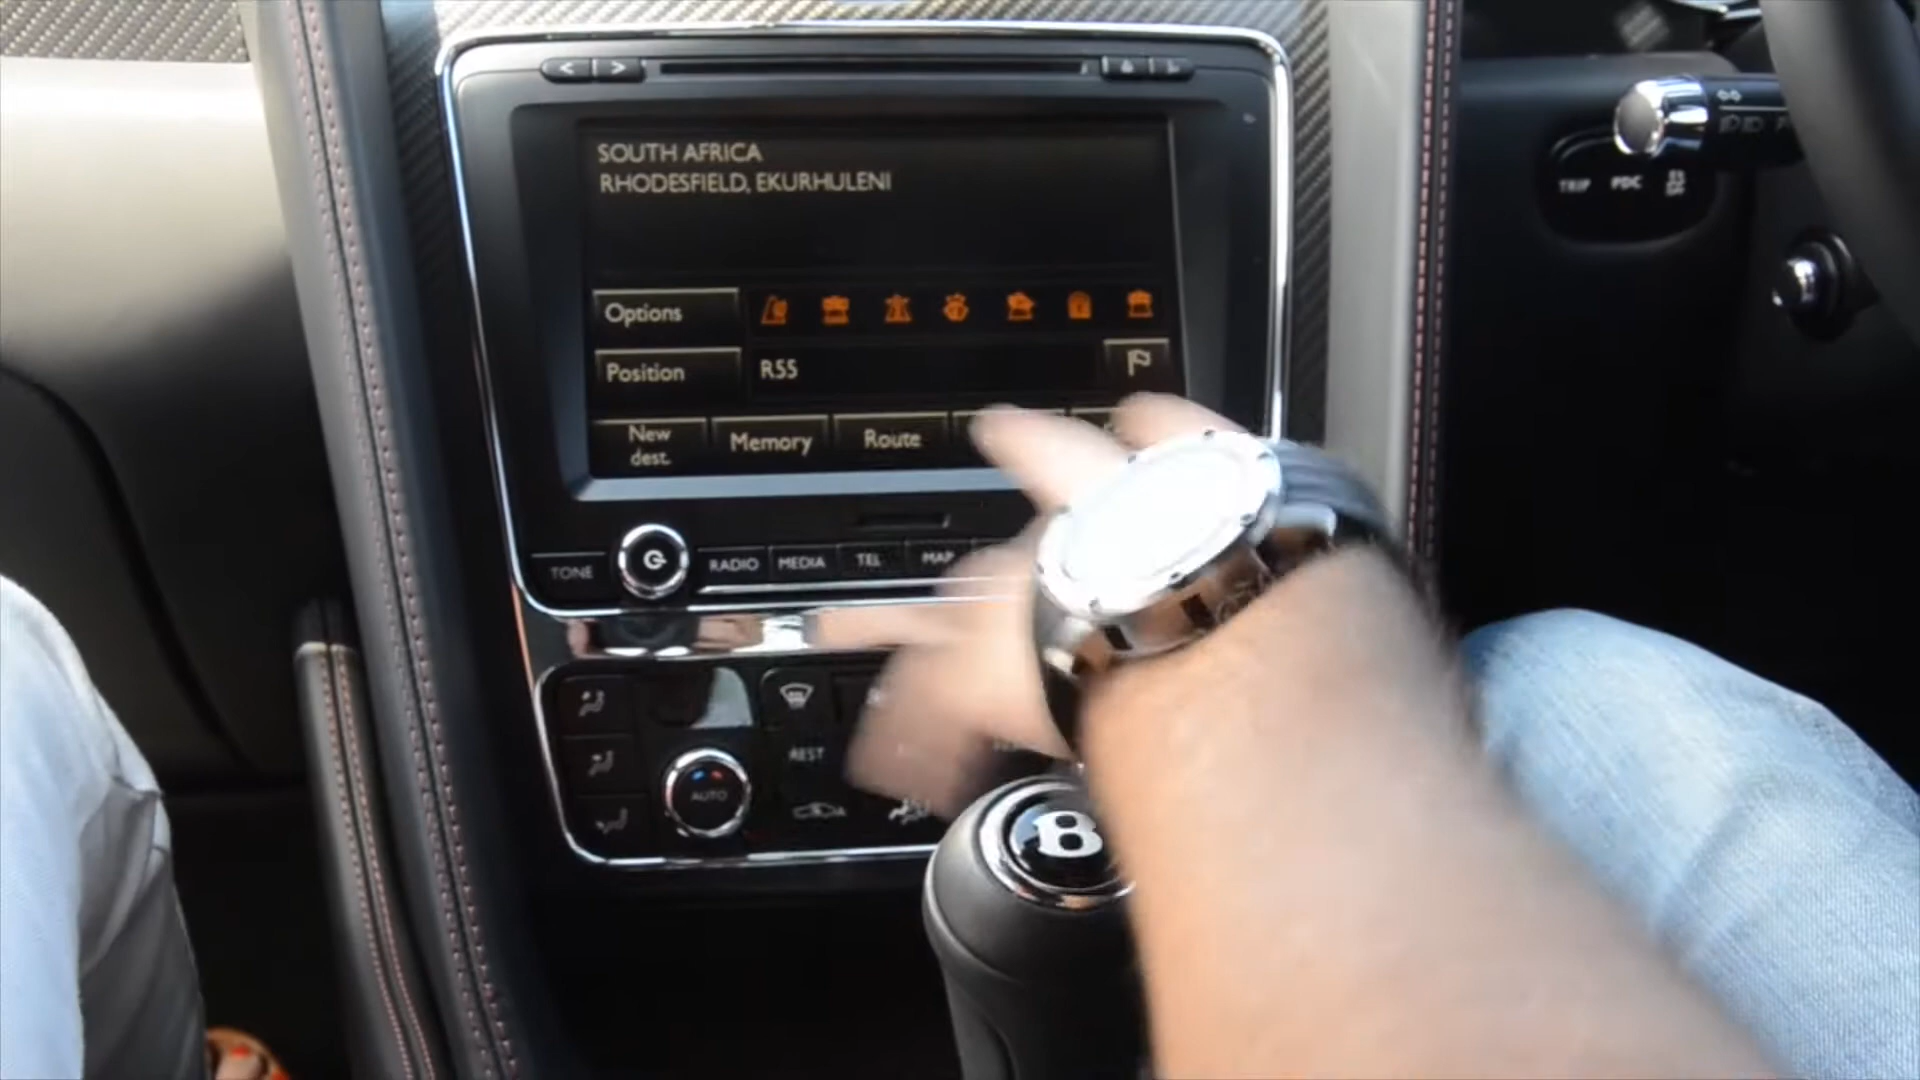 SOUTH AFRICA
RHODESFIELD, EKURHULENI
Options
Position
R55
New
dest.
Memory
Route
TONE
RADIO
MEDIA
TEL
MAP
TRIP
PDC
REST
AUTO
B